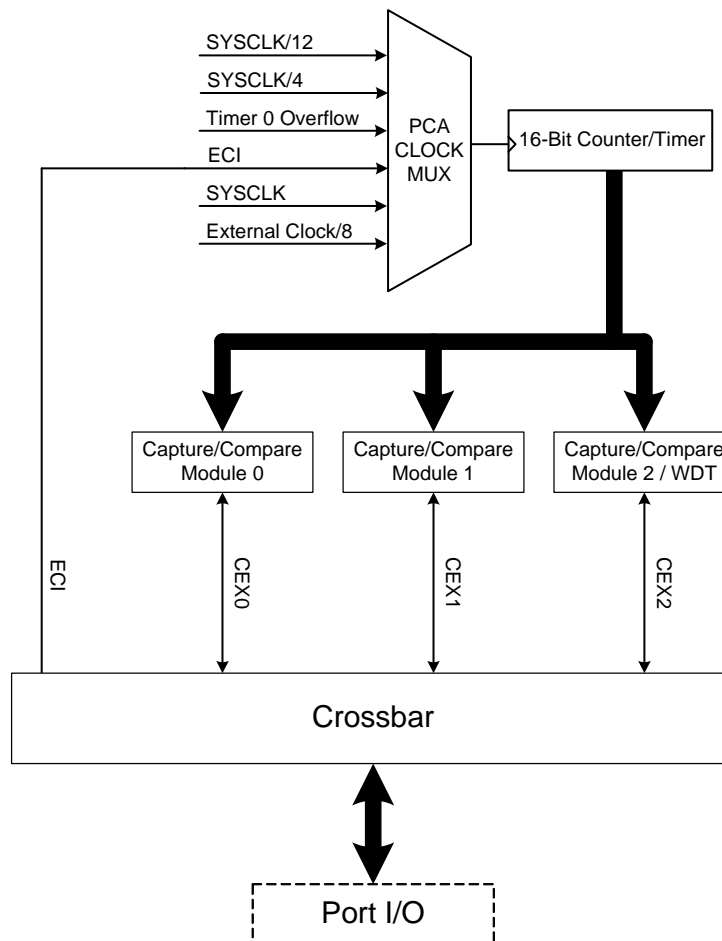 SYSCLK/12
SYSCLK/4
Timer 0 Overflow
ECI
SYSCLK
External Clock/8
PCA
CLOCK
MUX
16-Bit Counter/Timer
Capture/Compare
Module 0
Capture/Compare
Module 1
Capture/Compare
Module 2 / WDT
ECI
CEX0
CEX1
CEX2
Crossbar
Port I/O